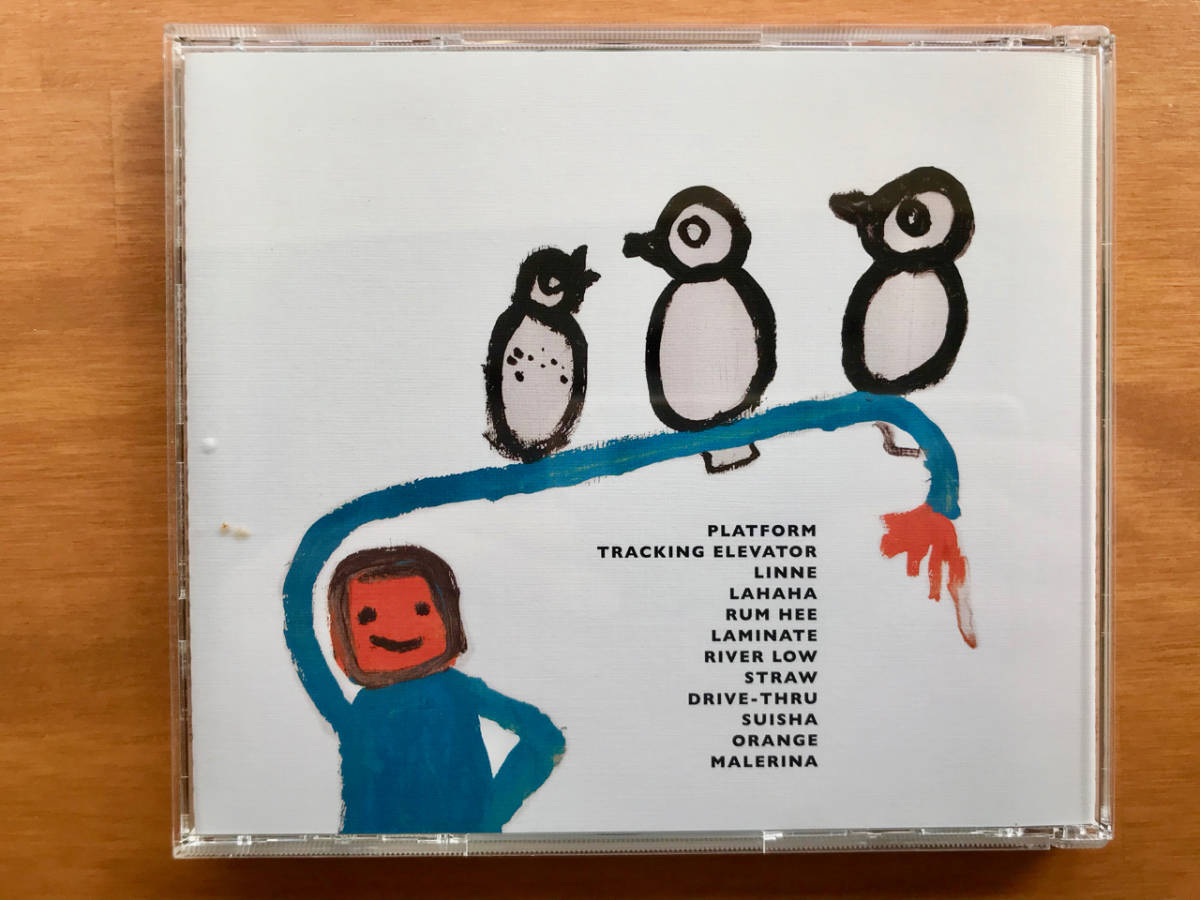 PLATFORM
TRACKING ELEVATOR
LINNE
LAHAHA
RUM HEE
LAMINATE
RIVER LOW
STRAW
DRIVE-THRU
SUISHA
ORANGE
MALERINA